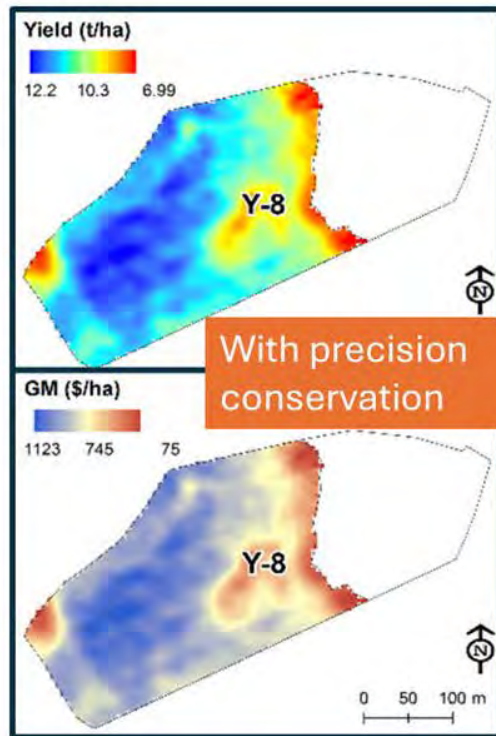 Yield (t/ha)
12.2 10.3 6.99
Y-8
N
With precision
conservation
GM ($/ha)
1123 745 75
Y-8
N
0 50 100 m